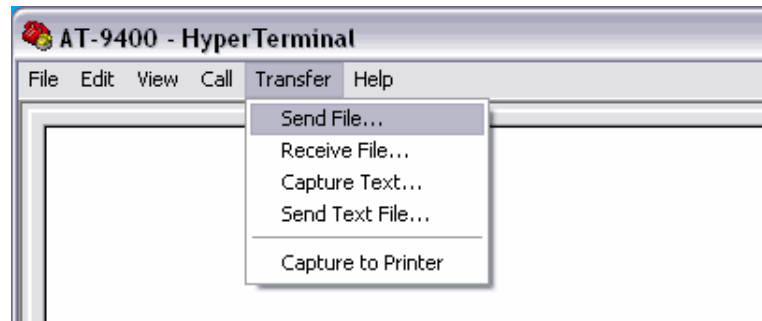 AT-9400 - HyperTerminal
File Edit View Call Transfer Help
Send File...
Receive File...
Capture Text...
Send Text File...
Capture to Printer